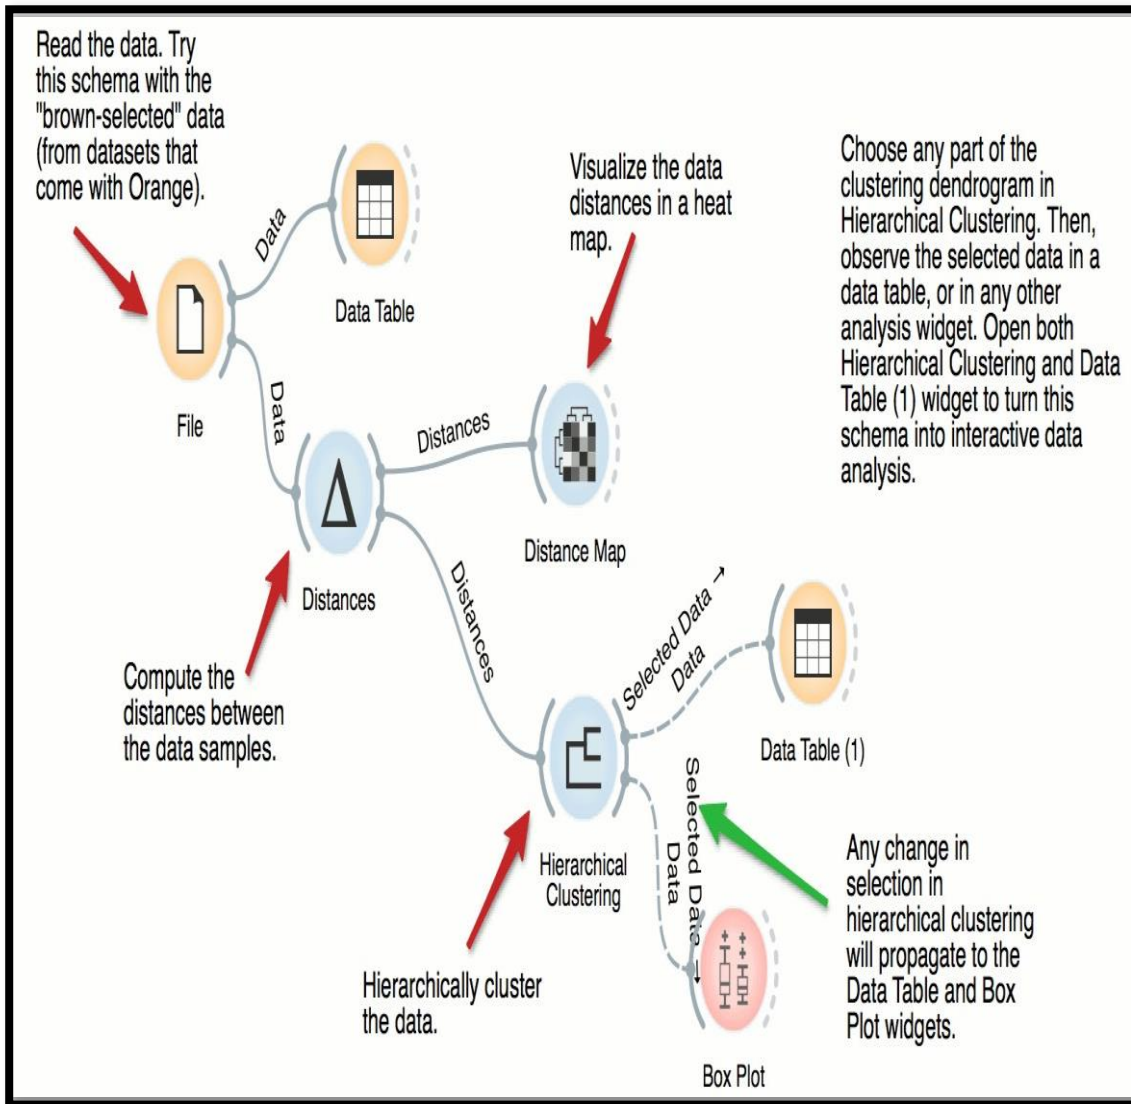 Read the data. Try
this schema with the
"brown-selected" data
(from datasets that
come with Orange).
Data
Data Table
Visualize the data
distances in a heat
map.
Choose any part of the
clustering dendrogram in
Hierarchical Clustering. Then,
observe the selected data in a
data table, or in any other
analysis widget. Open both
Hierarchical Clustering and Data
Table (1) widget to turn this
schema into interactive data
analysis.
File
Data
Distances
Distance Map
Distances
Compute the
distances between
the data samples.
Distances
Selected Data →
Data
Data Table (1)
Hierarchical
Clustering
Selected Data →
Data
Hierarchically cluster
the data.
Any change in
selection in
hierarchical clustering
will propagate to the
Data Table and Box
Plot widgets.
Box Plot